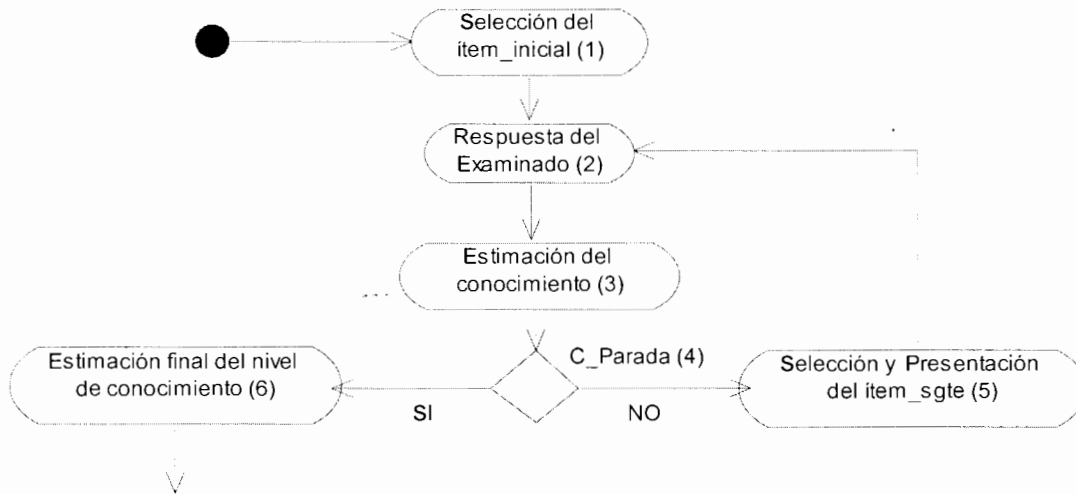 Selección del
item_inicial (1)
Respuesta del
Examinado (2)
Estimación del
conocimiento (3)
C_Parada (4)
Estimación final del nivel
de conocimiento (6)
SI
NO
Selección y Presentación
del item_sgte (5)